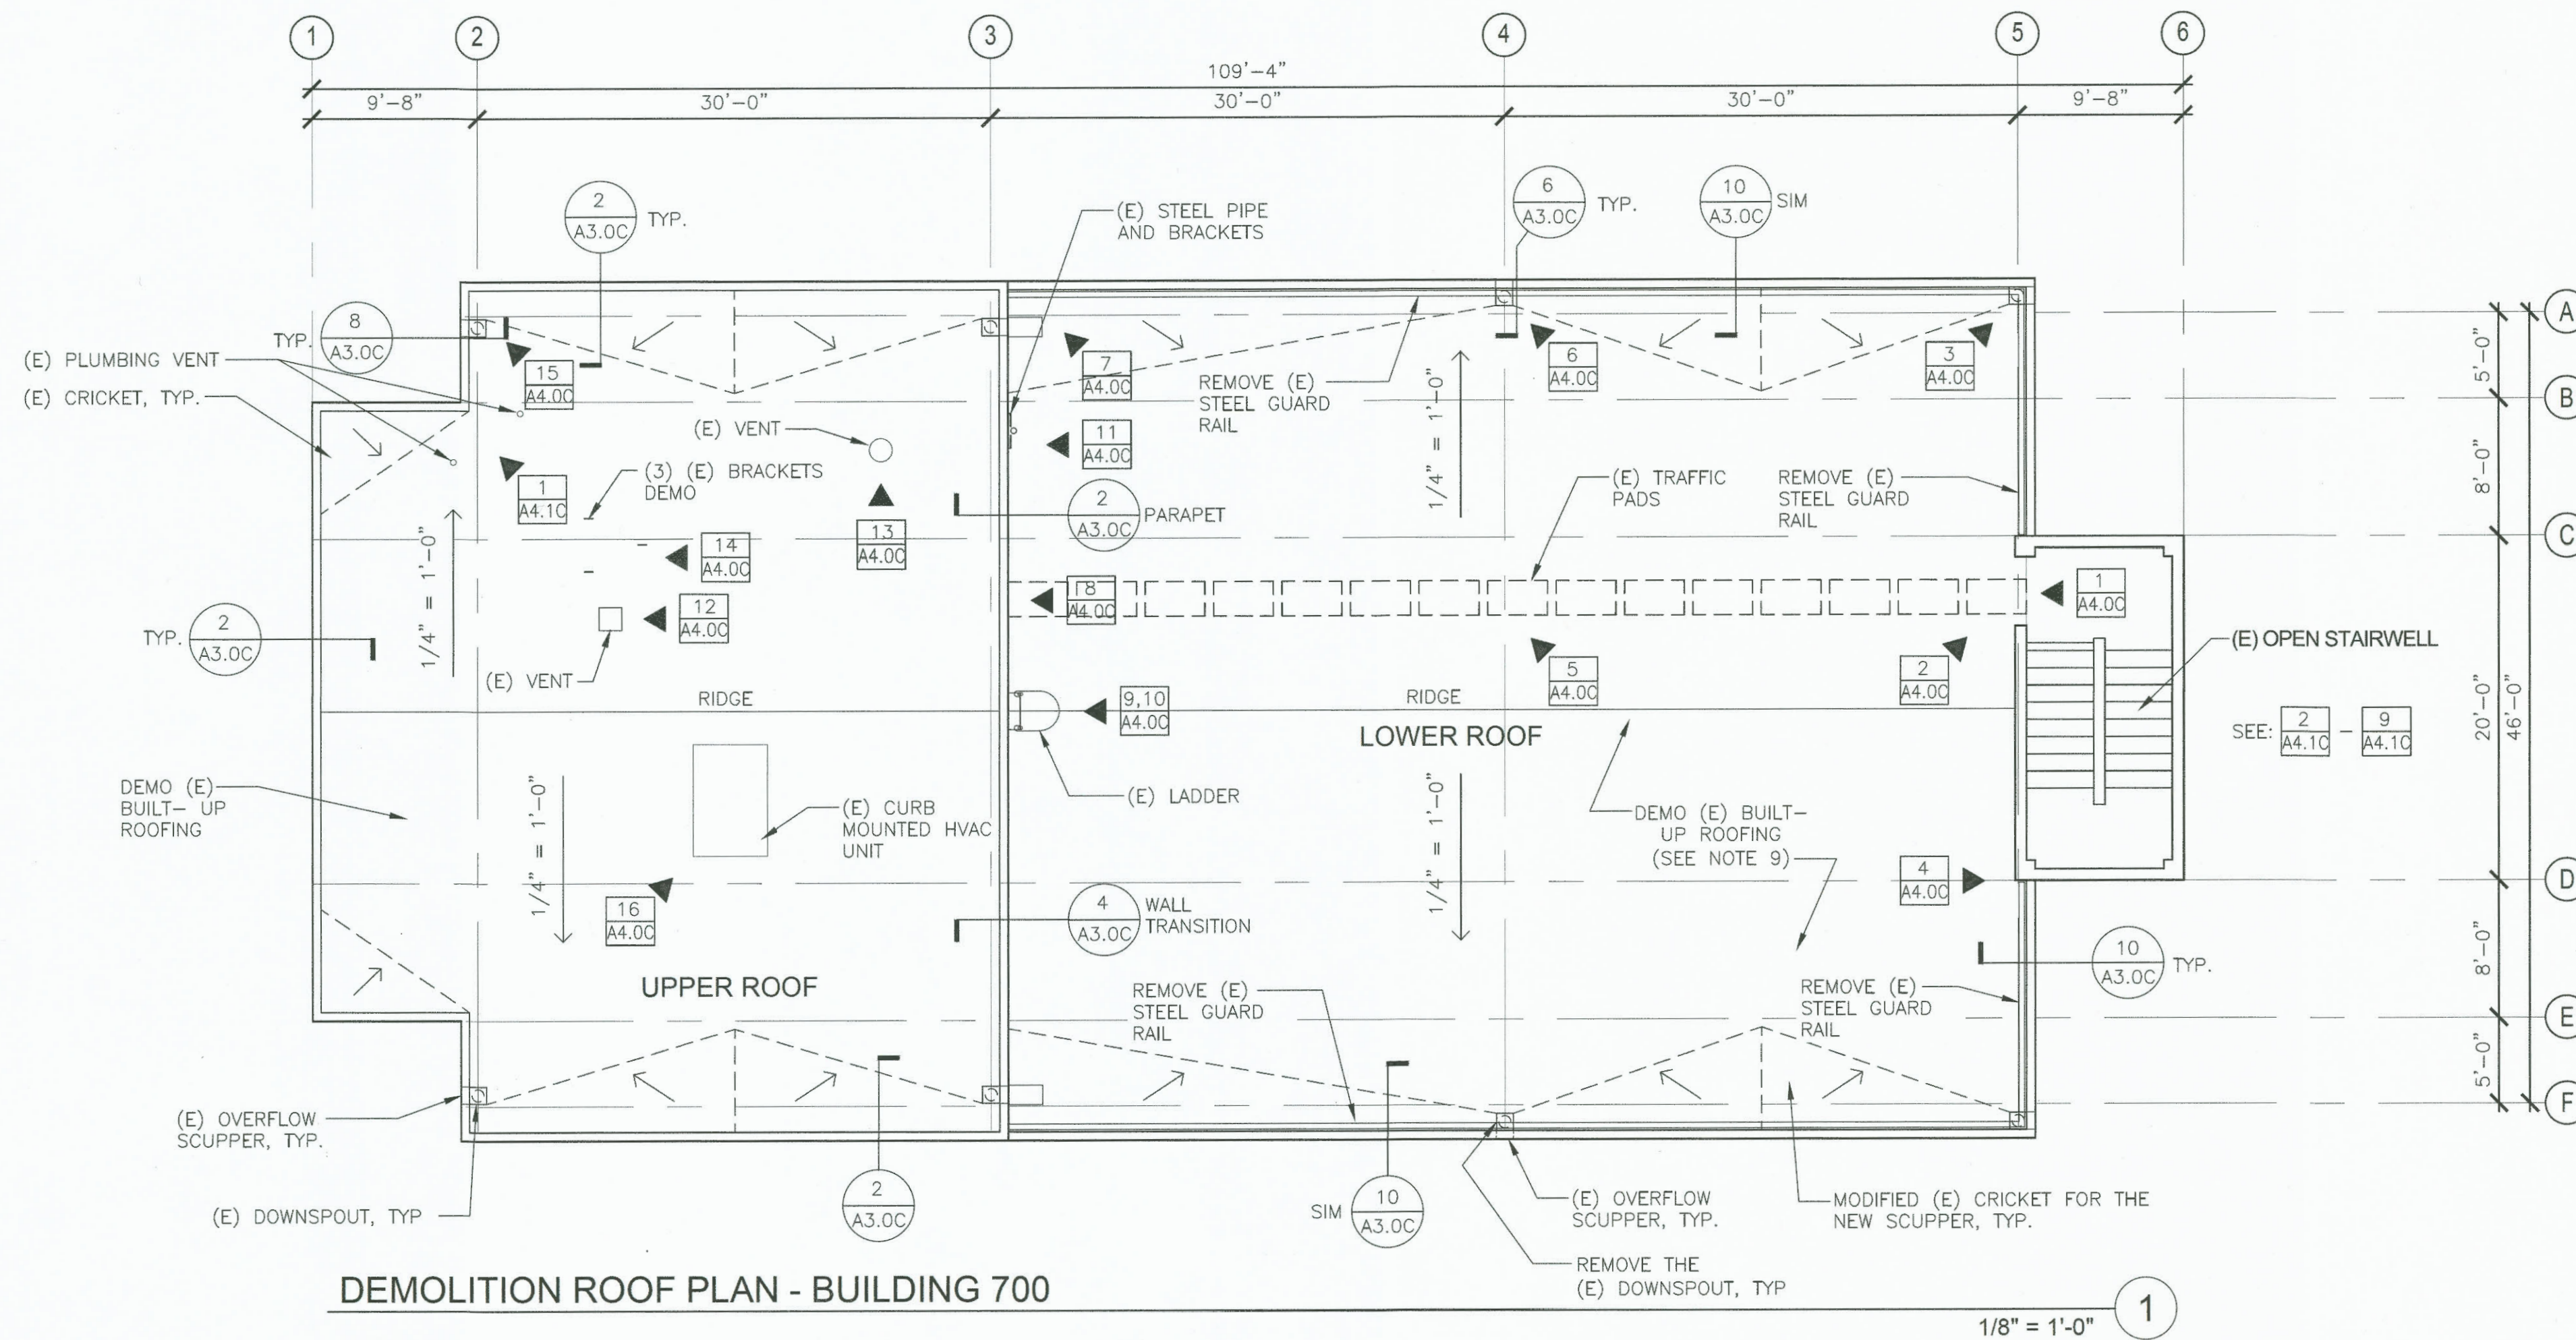 1
2
3
4
5
6
109'-4"
9'-8"
30'-0"
30'-0"
30'-0"
9'-8"
2
A3.0C
TYP.
(E) STEEL PIPE
AND BRACKETS
6
A3.0C
TYP.
10
A3.0C
SIM
TYP.
8
A3.0C
(E) PLUMBING VENT
(E) CRICKET, TYP.
15
A4.0C
7
A4.0C
REMOVE (E)
STEEL GUARD
RAIL
6
A4.0C
3
A4.0C
A
5'-0"
B
(E) VENT
11
A4.0C
1/4" = 1'-0"
8'-0"
(3) (E) BRACKETS
DEMO
1
A4.1C
(E) TRAFFIC
PADS
REMOVE (E)
STEEL GUARD
RAIL
2
A3.0C
PARAPET
1/4" = 1'-0"
13
A4.0C
14
A4.0C
C
18
A4.0C
1
A4.0C
12
A4.0C
TYP.
2
A3.0C
(E) VENT
5
A4.0C
2
A4.0C
(E) OPEN STAIRWELL
RIDGE
9,10
A4.0C
RIDGE
LOWER ROOF
SEE:
2
A4.1C
-
9
A4.1C
20'-0"
46'-0"
DEMO (E)
BUILT- UP
ROOFING
1/4" = 1'-0"
(E) CURB
MOUNTED HVAC
UNIT
(E) LADDER
1/4" = 1'-0"
DEMO (E) BUILT-
UP ROOFING
(SEE NOTE 9)
4
A4.0C
D
16
A4.0C
4
A3.0C
WALL
TRANSITION
10
A3.0C
TYP.
8'-0"
UPPER ROOF
REMOVE (E)
STEEL GUARD
RAIL
REMOVE (E)
STEEL GUARD
RAIL
E
5'-0"
F
(E) OVERFLOW
SCUPPER, TYP.
(E) DOWNSPOUT, TYP
2
A3.0C
SIM
10
A3.0C
(E) OVERFLOW
SCUPPER, TYP.
MODIFIED (E) CRICKET FOR THE
NEW SCUPPER, TYP.
REMOVE THE
(E) DOWNSPOUT, TYP
DEMOLITION ROOF PLAN - BUILDING 700
1
1/8" = 1'-0"